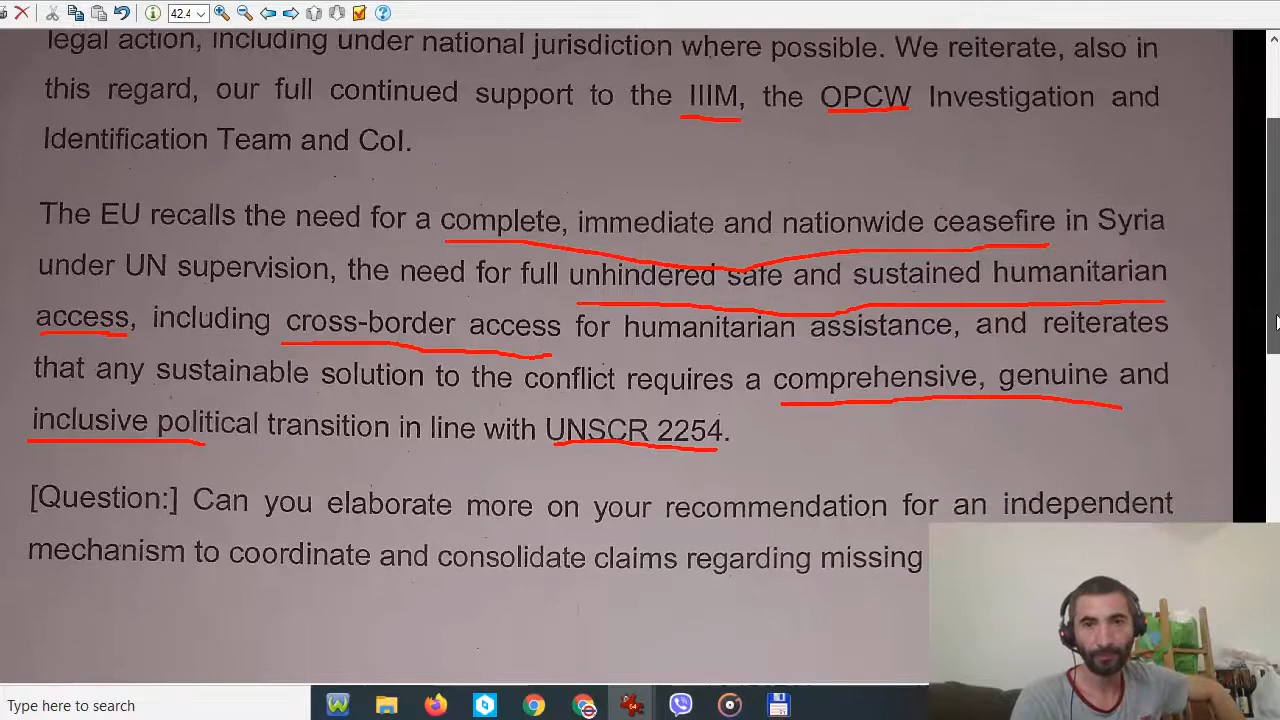 42.4
legal action, including under national jurisdiction where possible. We reiterate, also in
this regard, our full continued support to the IIIM, the OPCW Investigation and
Identification Team and CoI.
The EU recalls the need for a complete, immediate and nationwide ceasefire in Syria
under UN supervision, the need for full unhindered safe and sustained humanitarian
access, including cross-border access for humanitarian assistance, and reiterates
that any sustainable solution to the conflict requires a comprehensive, genuine and
inclusive political transition in line with UNSCR 2254.
[Question:] Can you elaborate more on your recommendation for an independent
mechanism to coordinate and consolidate claims regarding missing
Type here to search
64